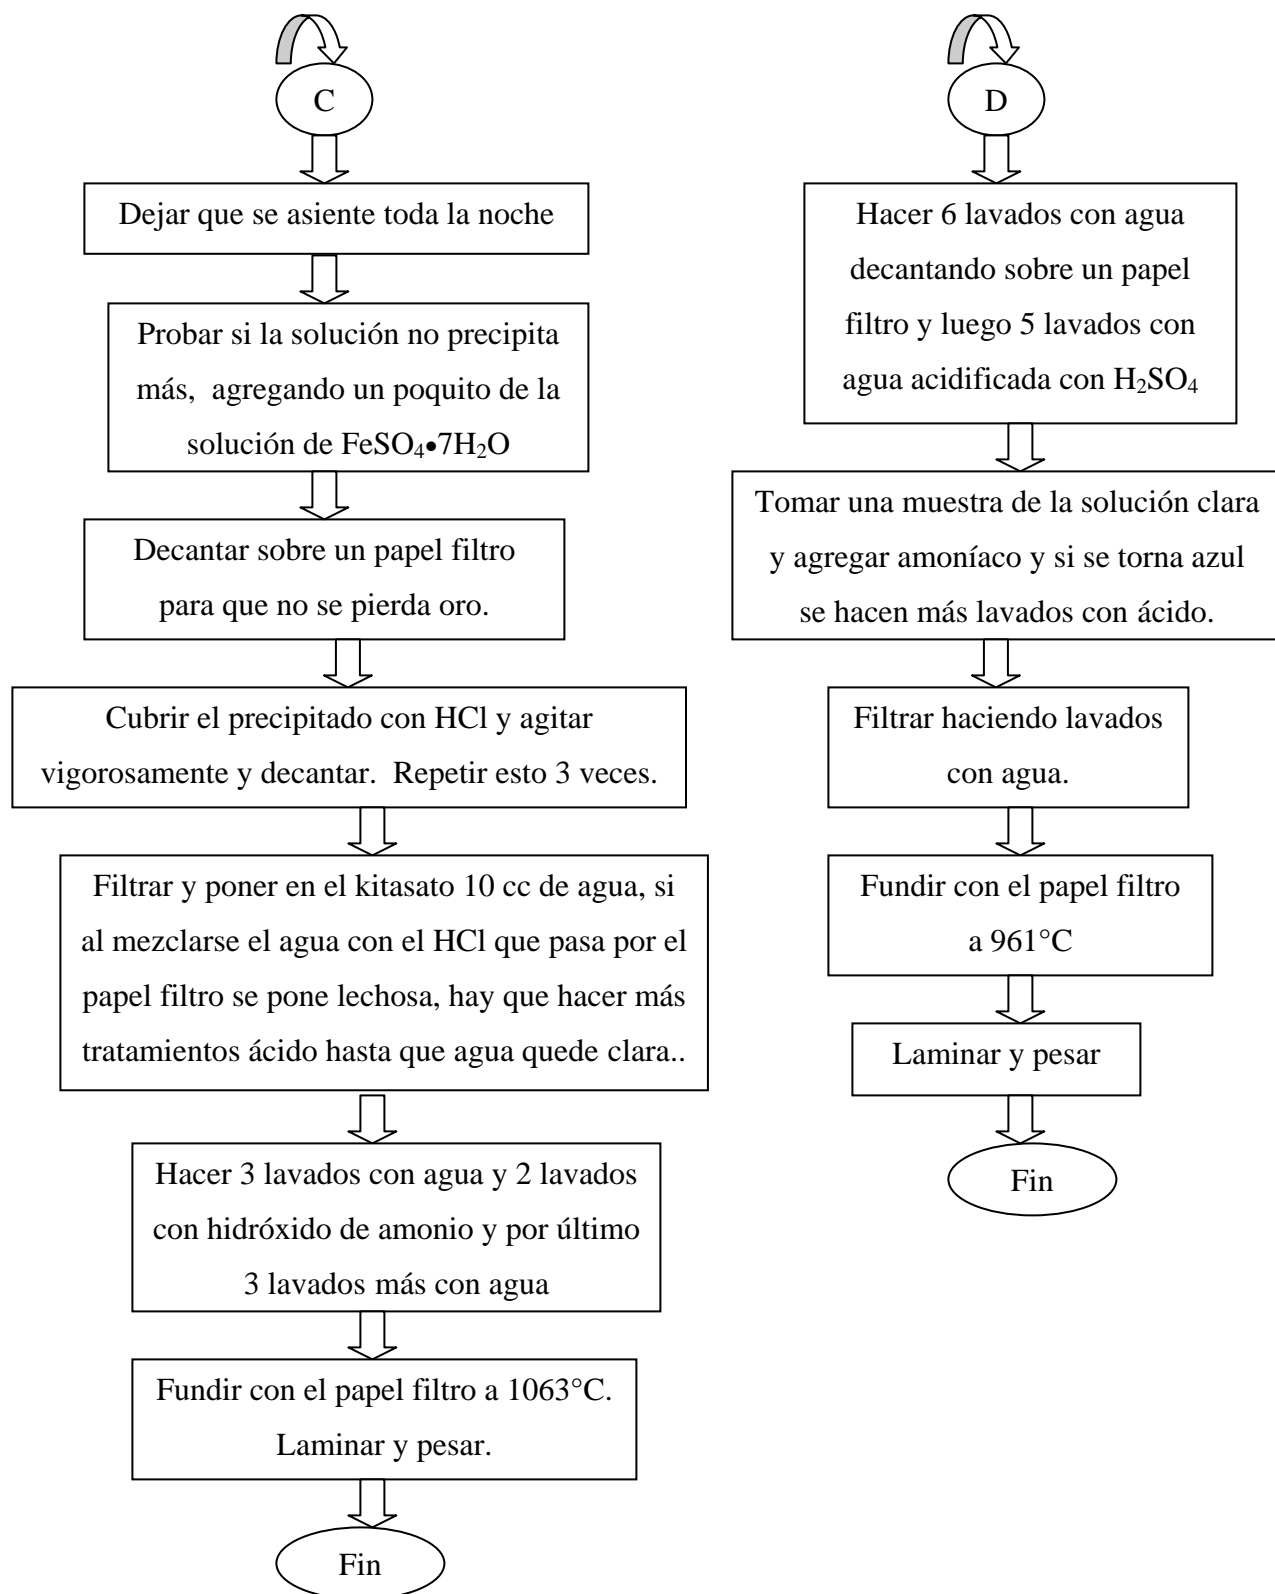 C
Dejar que se asiente toda la noche
Probar si la solución no precipita
más,  agregando un poquito de la
solución de FeSO₄•7H₂O
Decantar sobre un papel filtro
para que no se pierda oro.
Cubrir el precipitado con HCl y agitar
vigorosamente y decantar.  Repetir esto 3 veces.
Filtrar y poner en el kitasato 10 cc de agua, si
al mezclarse el agua con el HCl que pasa por el
papel filtro se pone lechosa, hay que hacer más
tratamientos ácido hasta que agua quede clara..
Hacer 3 lavados con agua y 2 lavados
con hidróxido de amonio y por último
3 lavados más con agua
Fundir con el papel filtro a 1063°C.
Laminar y pesar.
Fin
D
Hacer 6 lavados con agua
decantando sobre un papel
filtro y luego 5 lavados con
agua acidificada con H₂SO₄
Tomar una muestra de la solución clara
y agregar amoníaco y si se torna azul
se hacen más lavados con ácido.
Filtrar haciendo lavados
con agua.
Fundir con el papel filtro
a 961°C
Laminar y pesar
Fin